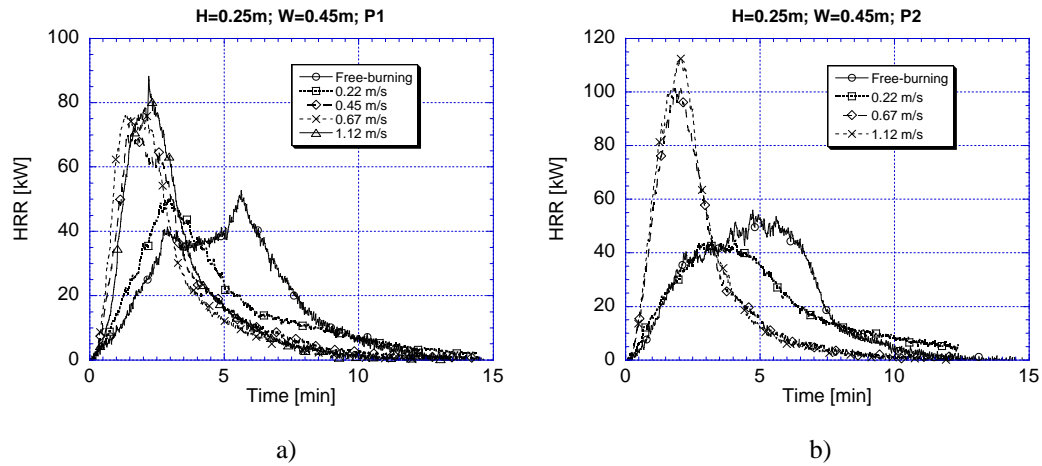 H=0.25m; W=0.45m; P1
100
80
60
40
20
0
HRR [kW]
Free-burning
0.22 m/s
0.45 m/s
0.67 m/s
1.12 m/s
0 5 10 15
Time [min]
a)
H=0.25m; W=0.45m; P2
120
100
80
60
40
20
0
HRR [kW]
Free-burning
0.22 m/s
0.67 m/s
1.12 m/s
0 5 10 15
Time [min]
b)